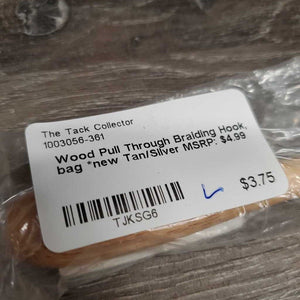 The Tack Collector
1003056-361
Wood Pull Through Braiding Hook,
bag *new Tan/Silver MSRP: $4.99
$3.75
TJKSG6